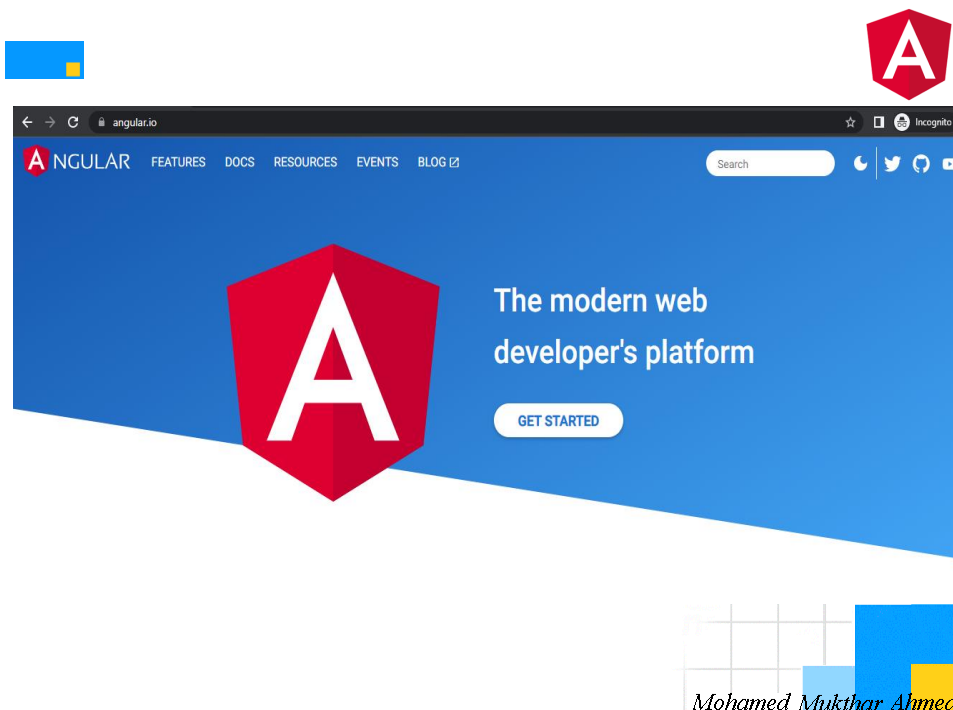 angular.io
Incognito
ANGULAR FEATURES DOCS RESOURCES EVENTS BLOG
Search
The modern web
developer's platform
GET STARTED
Mohamed Mukthar Ahmed